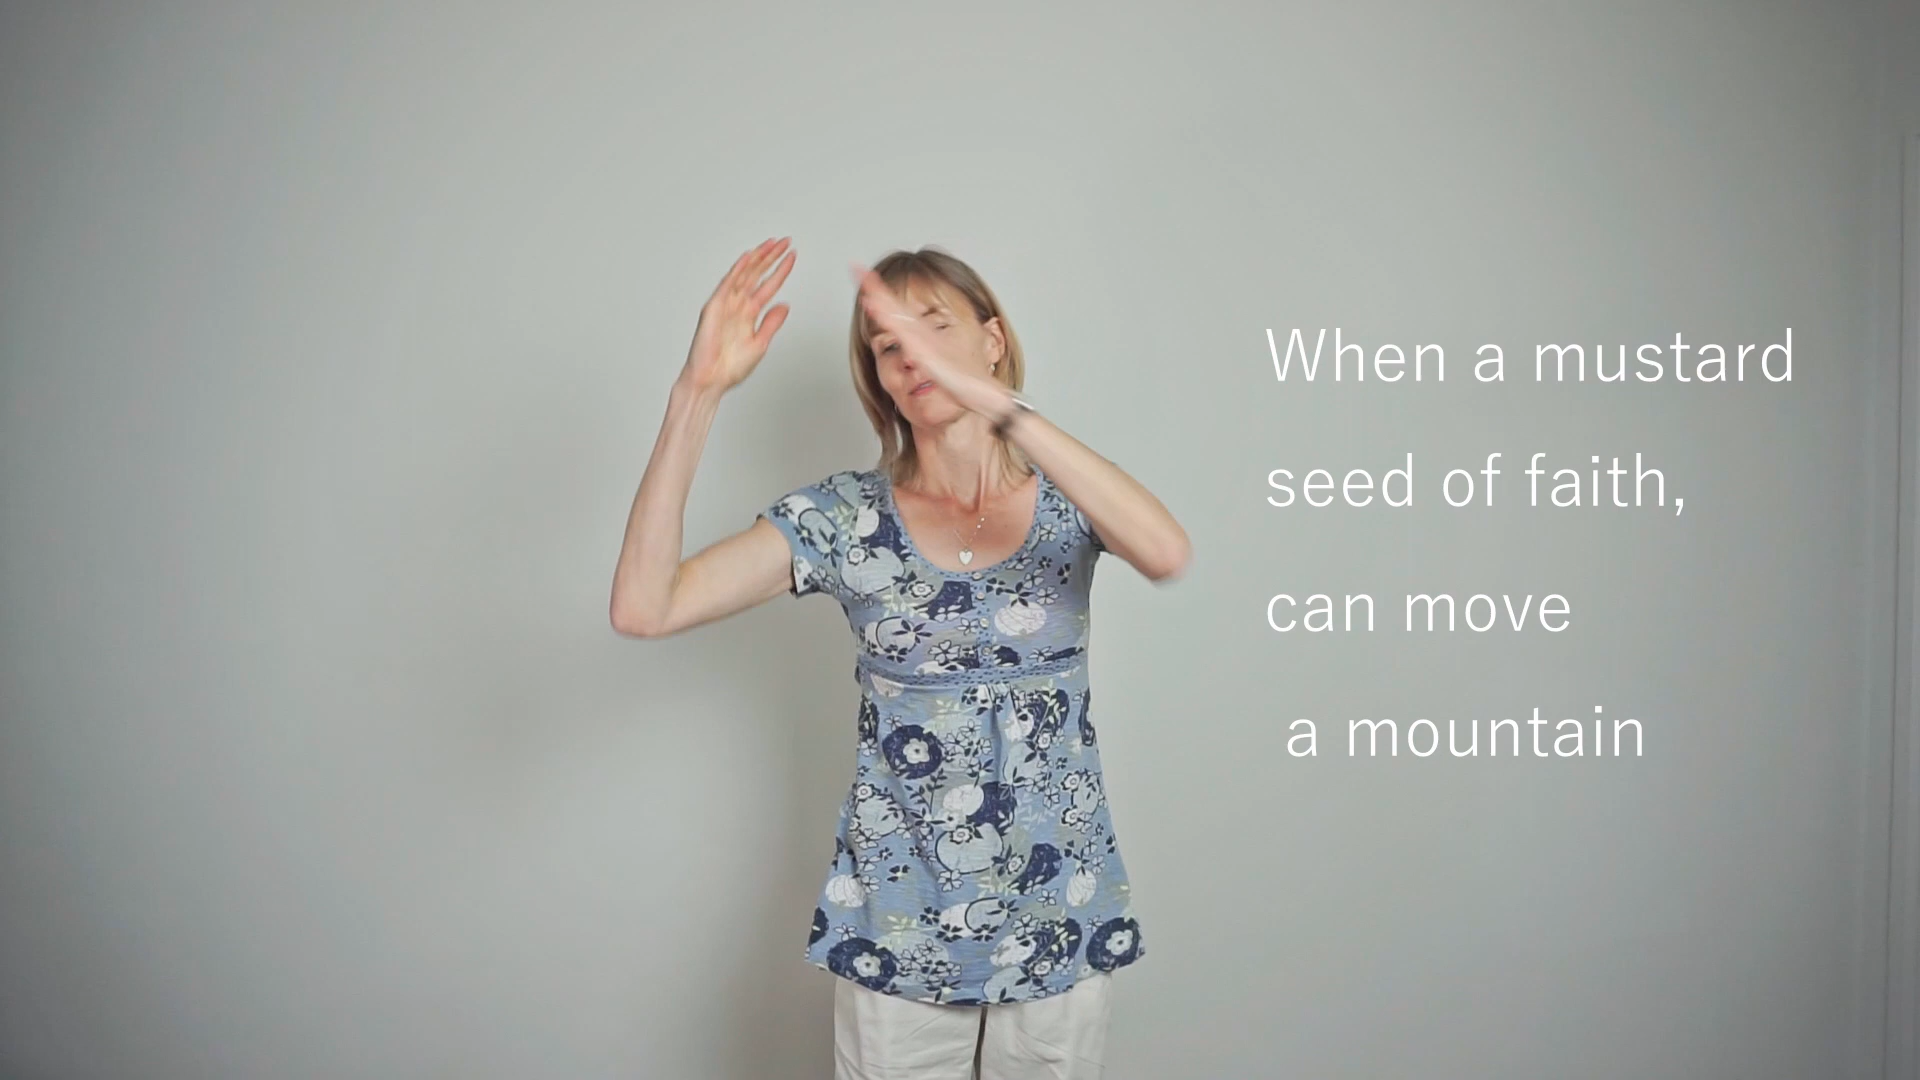 When a mustard
seed of faith,
can move
a mountain